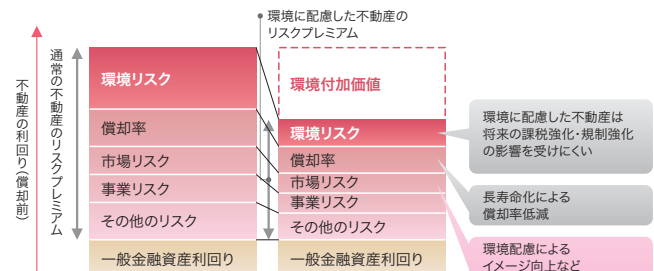 環境に配慮した不動産の
リスクプレミアム
不動産の利回り(償却前)
通常の不動産のリスクプレミアム
環境リスク
償却率
市場リスク
事業リスク
その他のリスク
一般金融資産利回り
環境付加価値
環境リスク
償却率
市場リスク
事業リスク
その他のリスク
一般金融資産利回り
環境に配慮した不動産は
将来の課税強化・規制強化
の影響を受けにくい
長寿命化による
償却率低減
環境配慮による
イメージ向上など